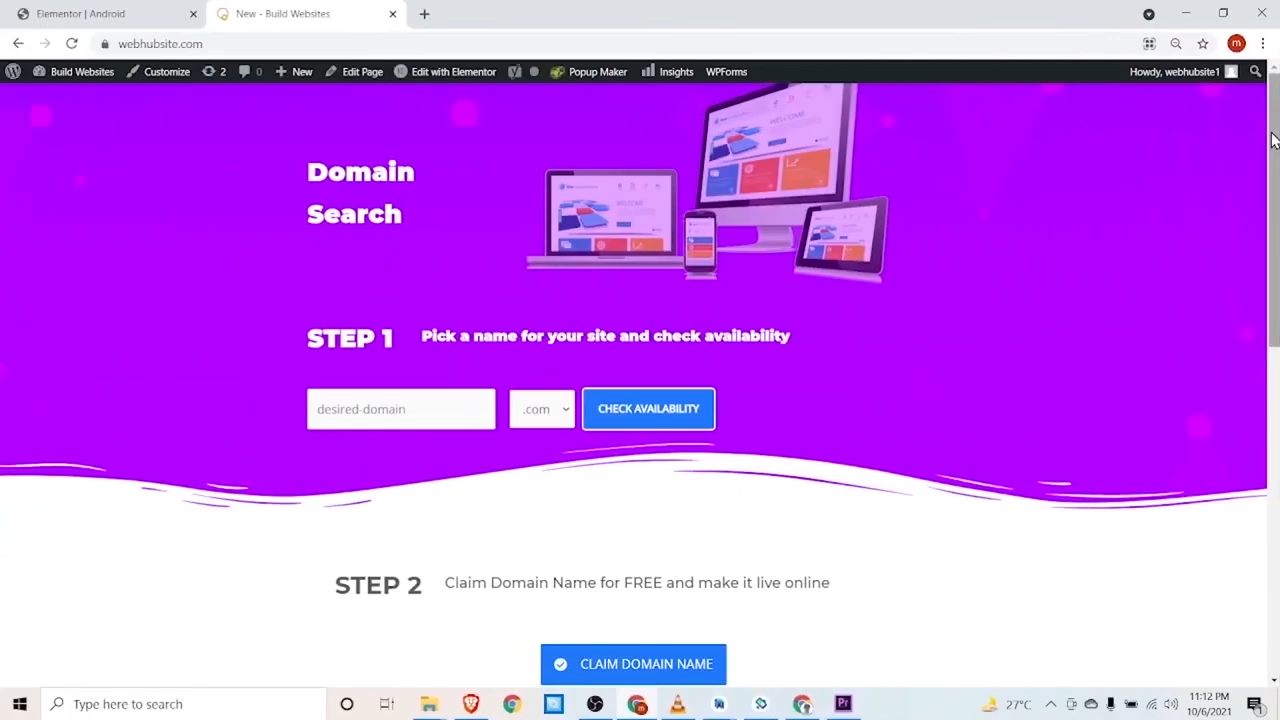 Elementor | Android
New - Build Websites
webhubsite.com
m
Build Websites
Customize
2
0
New
Edit Page
Edit with Elementor
Popup Maker
Insights
WPForms
Howdy, webhubsite1
Domain
Search
WELCOME
STEP 1
Pick a name for your site and check availability
desired-domain
.com
CHECK AVAILABILITY
STEP 2
Claim Domain Name for FREE and make it live online
CLAIM DOMAIN NAME
Type here to search
Pr
27°C
11:12 PM
10/6/2021